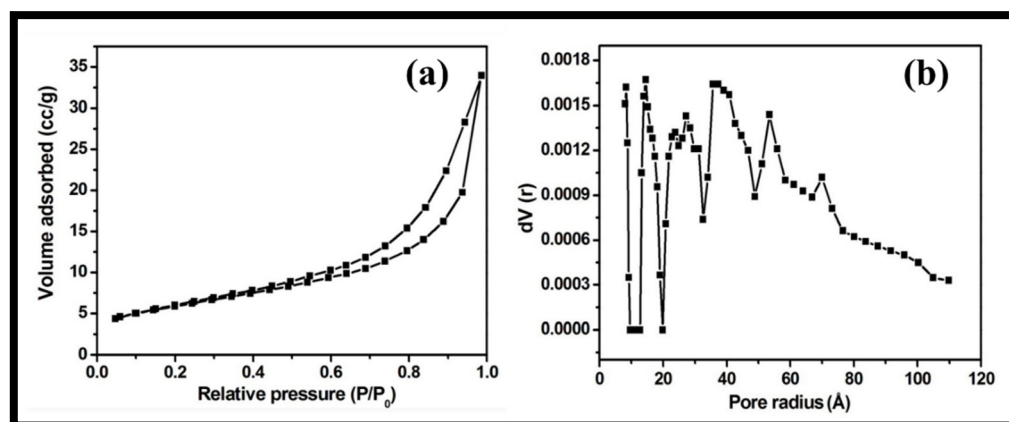 (a)
Volume adsorbed (cc/g)
35
30
25
20
15
10
5
0
0.0 0.2 0.4 0.6 0.8 1.0
Relative pressure (P/P₀)
(b)
dV (r)
0.0018
0.0015
0.0012
0.0009
0.0006
0.0003
0.0000
0 20 40 60 80 100 120
Pore radius (Å)